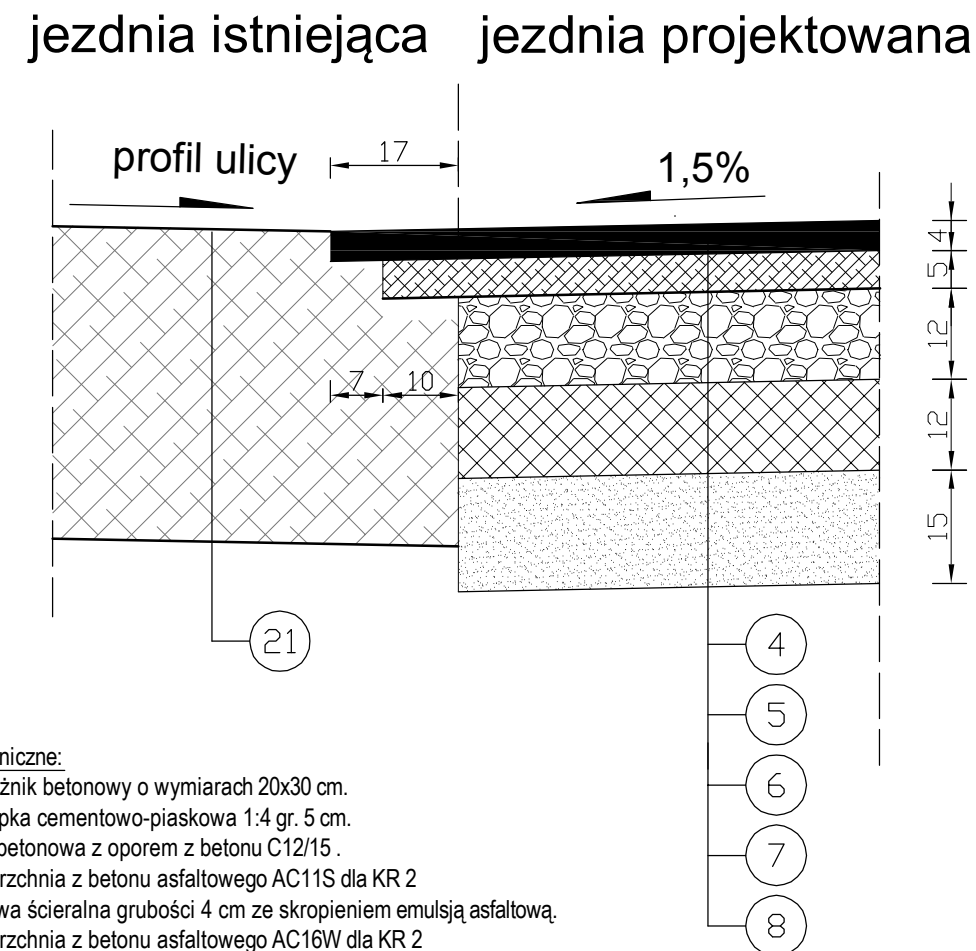 jezdnia istniejąca jezdnia projektowana
profil ulicy 17 1,5%
4
5
12
7 10
12
15
21
4
5
6
7
8
niczne:
żnik betonowy o wymiarach 20x30 cm.
pka cementowo-piaskowa 1:4 gr. 5 cm.
betonowa z oporem z betonu C12/15 .
rzchnia z betonu asfaltowego AC11S dla KR 2
wa ścieralna grubości 4 cm ze skropieniem emulsją asfaltową.
rzchnia z betonu asfaltowego AC16W dla KR 2